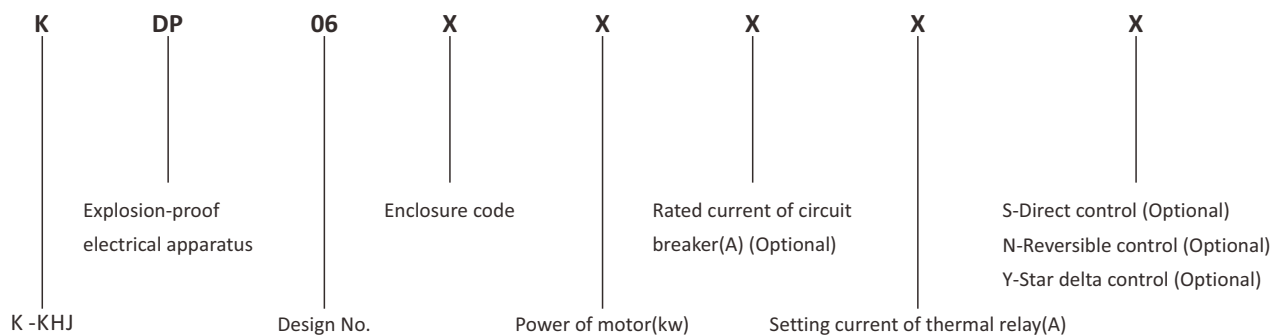 K DP 06 X X X X X
Explosion-proof
electrical apparatus
Enclosure code
Rated current of circuit
breaker(A) (Optional)
S-Direct control (Optional)
N-Reversible control (Optional)
Y-Star delta control (Optional)
K -KHJ
Design No.
Power of motor(kw)
Setting current of thermal relay(A)